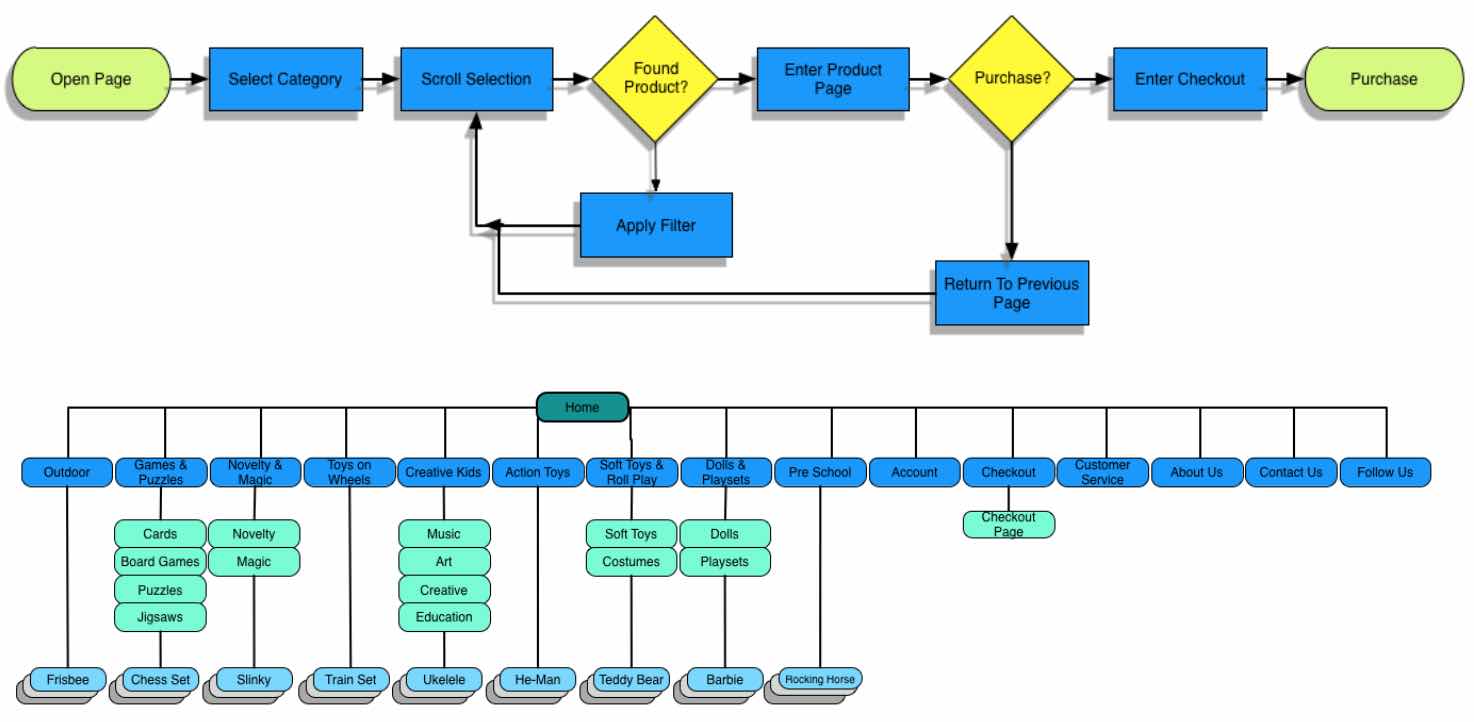 Open Page
Select Category
Scroll Selection
Found
Product?
Enter Product
Page
Purchase?
Enter Checkout
Purchase
Apply Filter
Return To Previous
Page
Home
Outdoor
Games &
Puzzles
Novelty &
Magic
Toys on
Wheels
Creative Kids
Action Toys
Soft Toys &
Roll Play
Dolls &
Playsets
Pre School
Account
Checkout
Customer
Service
About Us
Contact Us
Follow Us
Cards
Board Games
Puzzles
Jigsaws
Novelty
Magic
Music
Art
Creative
Education
Soft Toys
Costumes
Dolls
Playsets
Checkout
Page
Frisbee
Chess Set
Slinky
Train Set
Ukelele
He-Man
Teddy Bear
Barbie
Rocking Horse